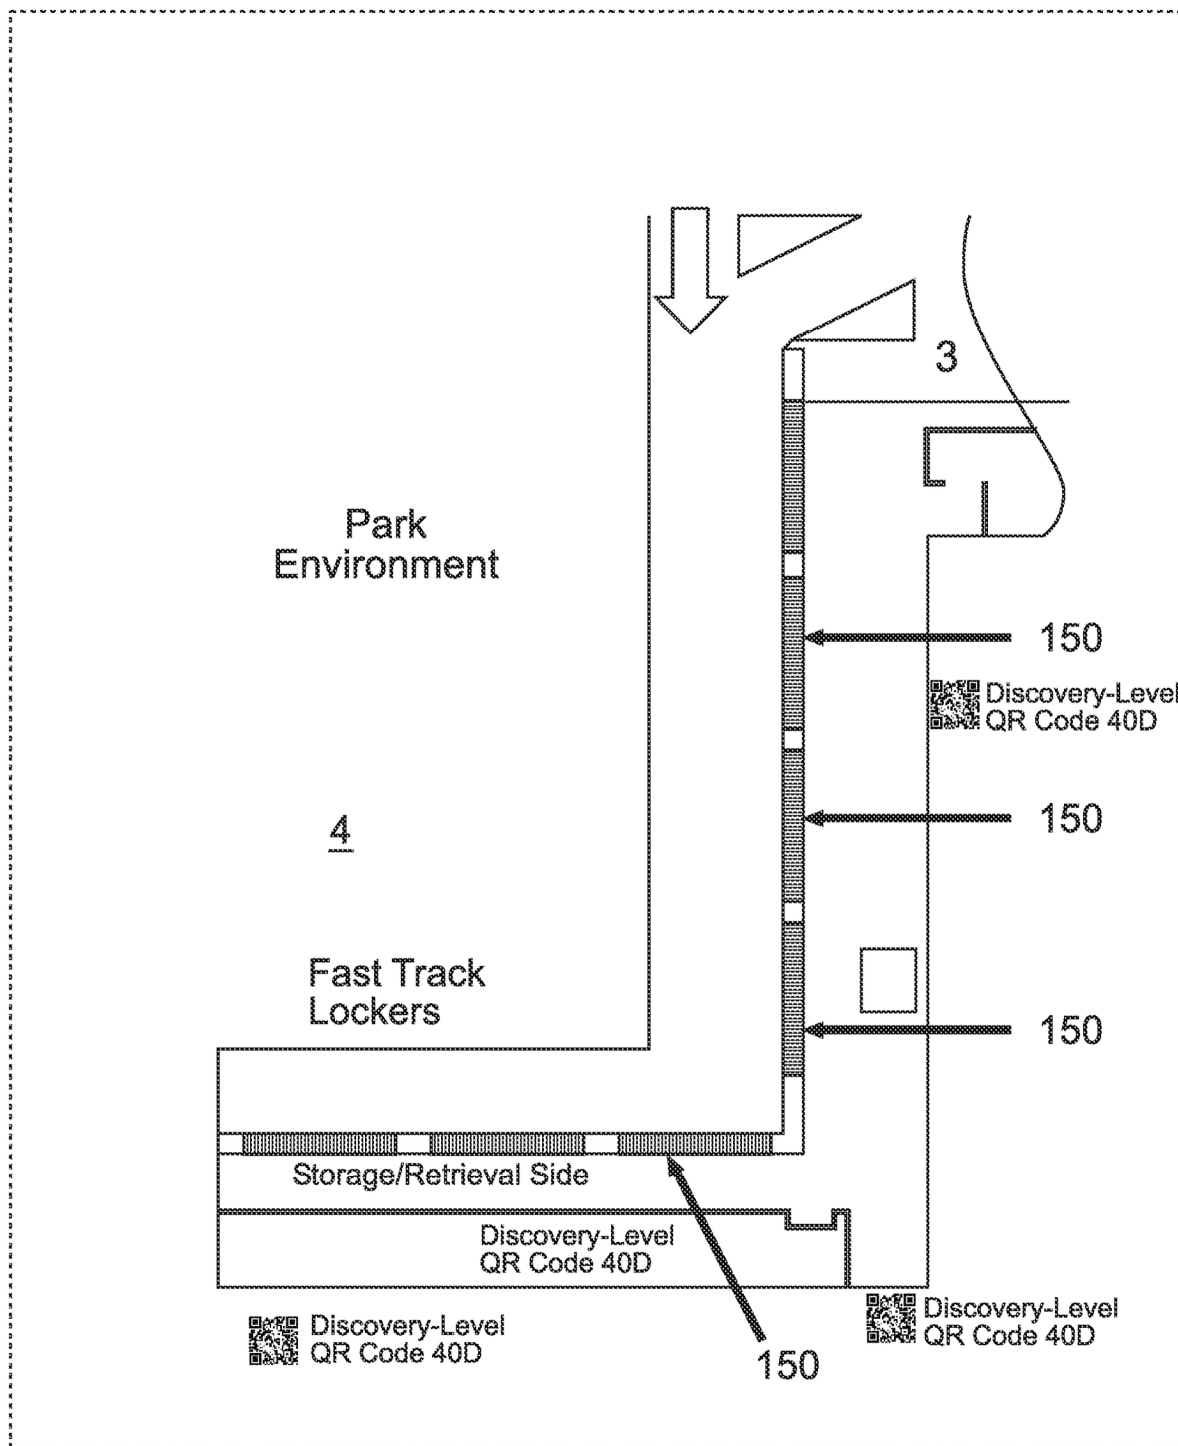 3
Park
Environment
150
Discovery-Level
QR Code 40D
150
4
Fast Track
Lockers
150
Storage/Retrieval Side
Discovery-Level
QR Code 40D
Discovery-Level
QR Code 40D
Discovery-Level
QR Code 40D
150